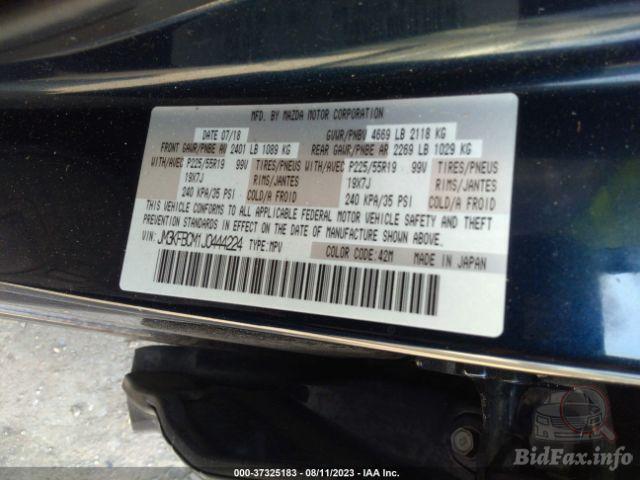 MFD. BY MAZDA MOTOR CORPORATION
DATE 07/18 GVWR/PNBV 4669 LB 2118 KG
FRONT GAWR/PNBE AV 2401 LB 1089 KG REAR GAWR/PNBE AR 2269 LB 1029 KG
WITH/AVEC P225/55R19 99V TIRES/PNEUS WITH/AVEC P225/55R19 99V TIRES/PNEUS
19X7J RIMS/JANTES 19X7J RIMS/JANTES
240 KPA/35 PSI COLD/A FROID 240 KPA/35 PSI COLD/A FROID
THIS VEHICLE CONFORMS TO ALL APPLICABLE FEDERAL MOTOR VEHICLE SAFETY AND THEFT
PREVENTION STANDARDS IN EFFECT ON THE DATE OF MANUFACTURE SHOWN ABOVE.
VIN: JM3KFBCM1J0444224 TYPE: MPV COLOR CODE: 42M MADE IN JAPAN
000-37325183 - 08/11/2023 - IAA Inc.
BidFax.info